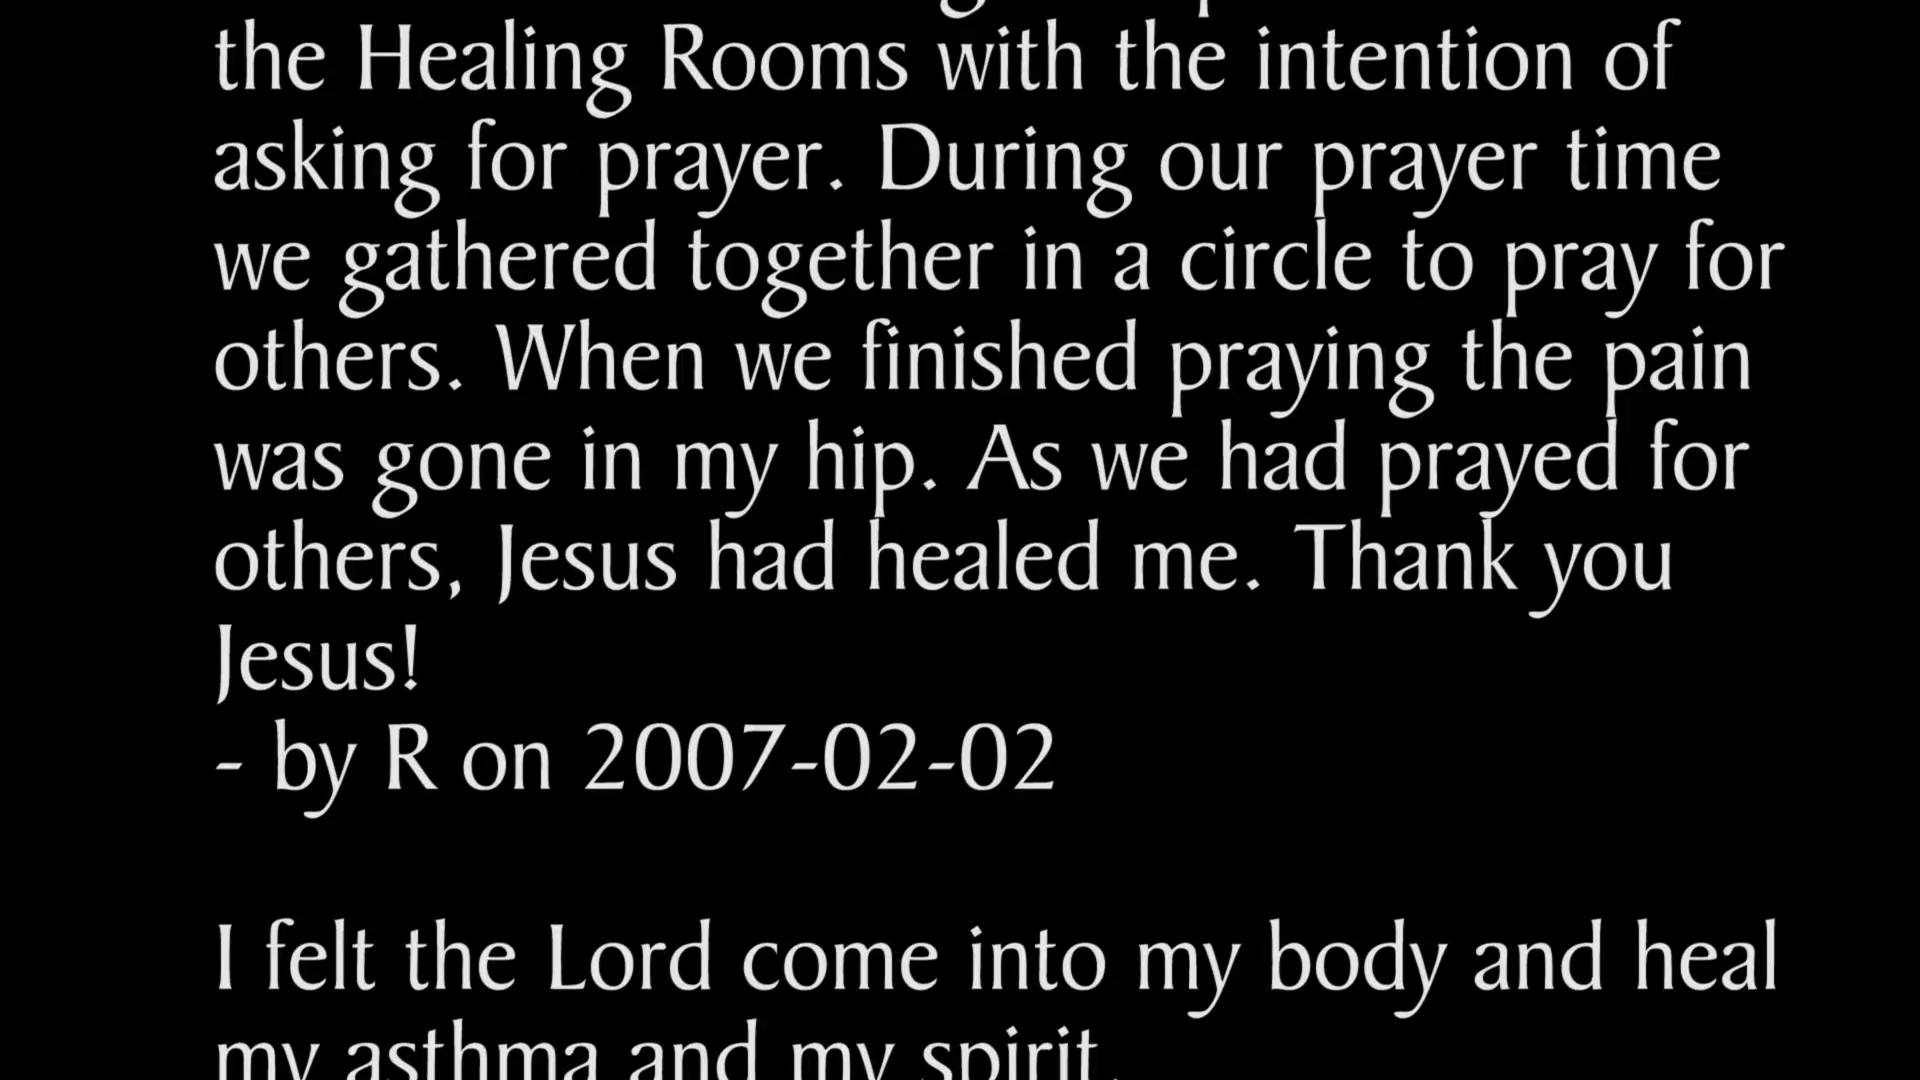 the Healing Rooms with the intention of
asking for prayer. During our prayer time
we gathered together in a circle to pray for
others. When we finished praying the pain
was gone in my hip. As we had prayed for
others, Jesus had healed me. Thank you
Jesus!
- by R on 2007-02-02
I felt the Lord come into my body and heal
my asthma and my spirit.